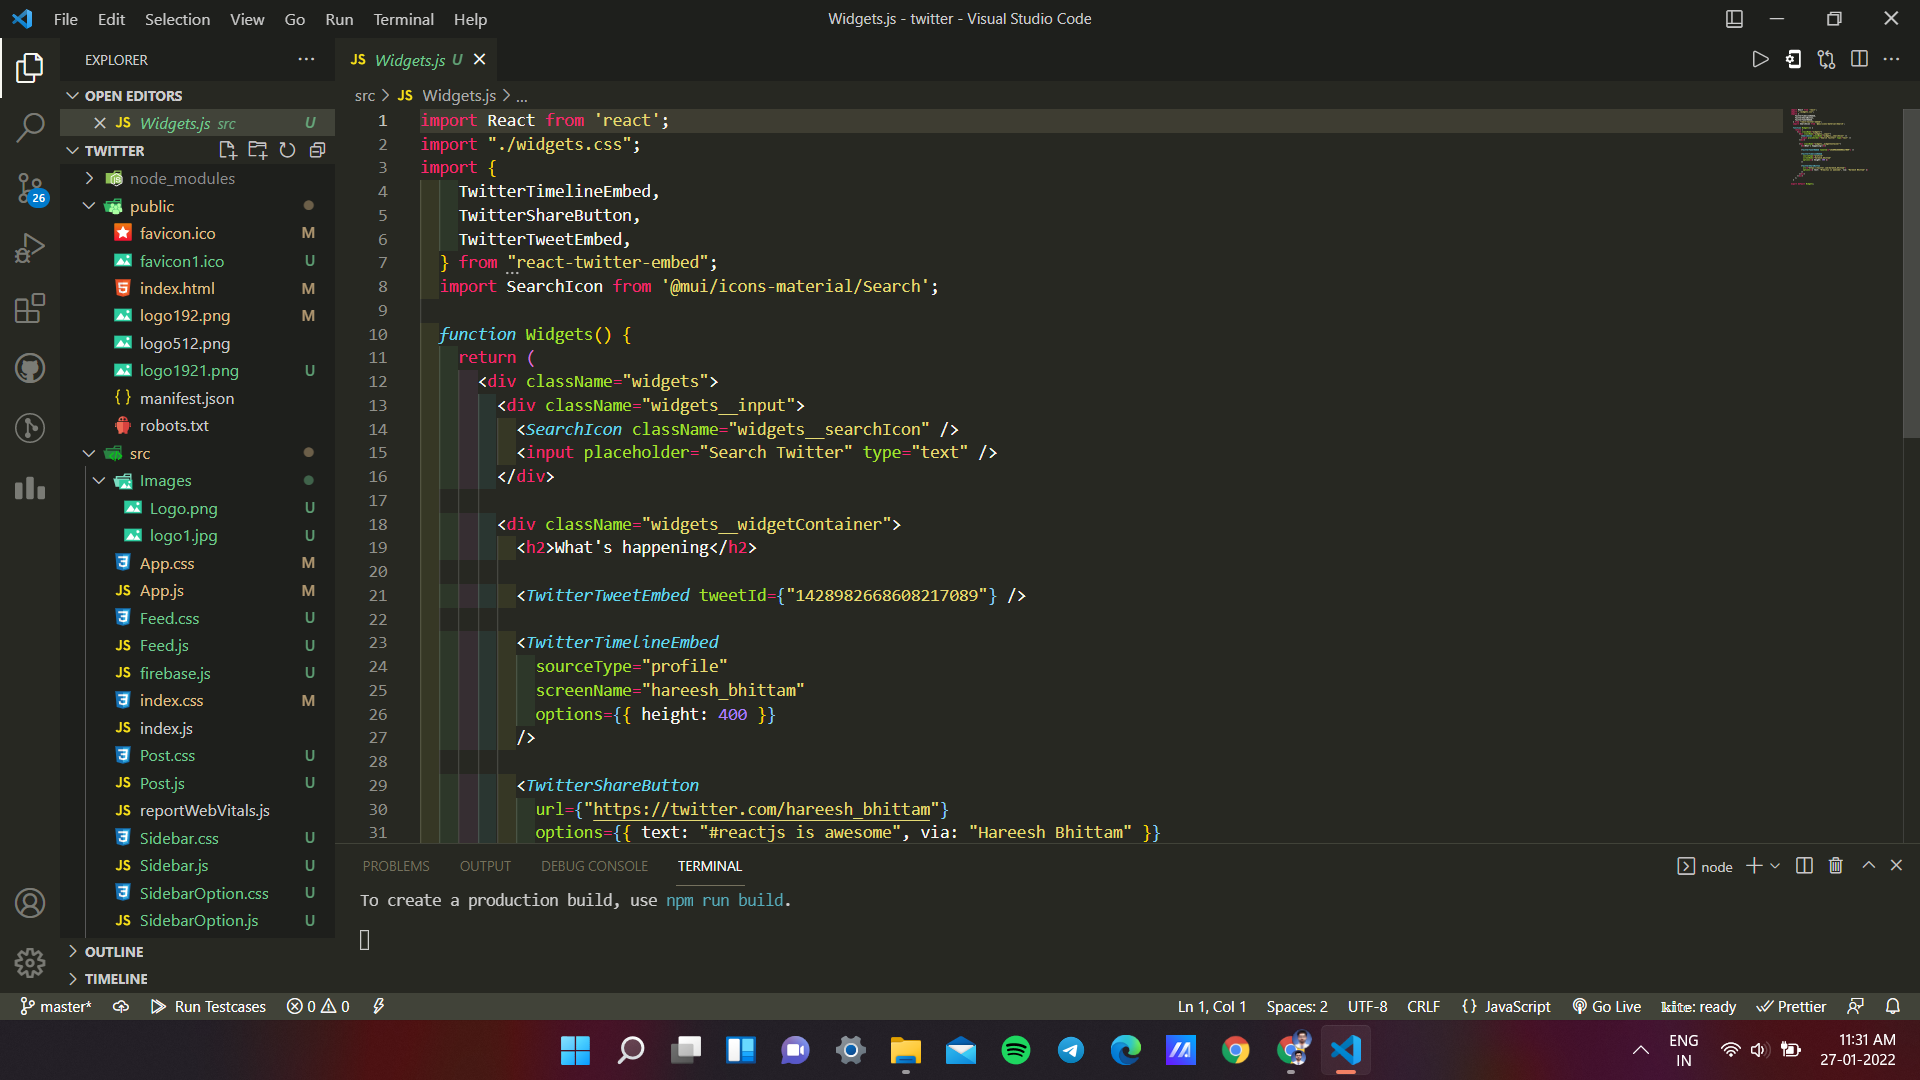 File Edit Selection View Go Run Terminal Help
Widgets.js - twitter - Visual Studio Code
EXPLORER
JS Widgets.js U
OPEN EDITORS
JS Widgets.js src U
TWITTER
node_modules
public
favicon.ico M
favicon1.ico U
index.html M
logo192.png M
logo512.png
logo1921.png U
{} manifest.json
robots.txt
src
Images
Logo.png U
logo1.jpg U
App.css M
JS App.js M
Feed.css U
JS Feed.js U
JS firebase.js U
index.css M
JS index.js
Post.css U
JS Post.js U
JS reportWebVitals.js
Sidebar.css U
JS Sidebar.js U
SidebarOption.css U
JS SidebarOption.js U
OUTLINE
TIMELINE
26
src > JS Widgets.js > ...
1 import React from 'react';
2 import "./widgets.css";
3 import {
4 TwitterTimelineEmbed,
5 TwitterShareButton,
6 TwitterTweetEmbed,
7 } from "react-twitter-embed";
8 import SearchIcon from '@mui/icons-material/Search';
9
10 function Widgets() {
11 return (
12 <div className="widgets">
13 <div className="widgets__input">
14 <SearchIcon className="widgets__searchIcon" />
15 <input placeholder="Search Twitter" type="text" />
16 </div>
17
18 <div className="widgets__widgetContainer">
19 <h2>What's happening</h2>
20
21 <TwitterTweetEmbed tweetId={"1428982668608217089"} />
22
23 <TwitterTimelineEmbed
24 sourceType="profile"
25 screenName="hareesh_bhittam"
26 options={{ height: 400 }}
27 />
28
29 <TwitterShareButton
30 url={"https://twitter.com/hareesh_bhittam"}
31 options={{ text: "#reactjs is awesome", via: "Hareesh Bhittam" }}
PROBLEMS OUTPUT DEBUG CONSOLE TERMINAL
node
To create a production build, use npm run build.
master* Run Testcases 0 0
Ln 1, Col 1 Spaces: 2 UTF-8 CRLF {} JavaScript Go Live kite: ready Prettier
ENG
IN
11:31 AM
27-01-2022